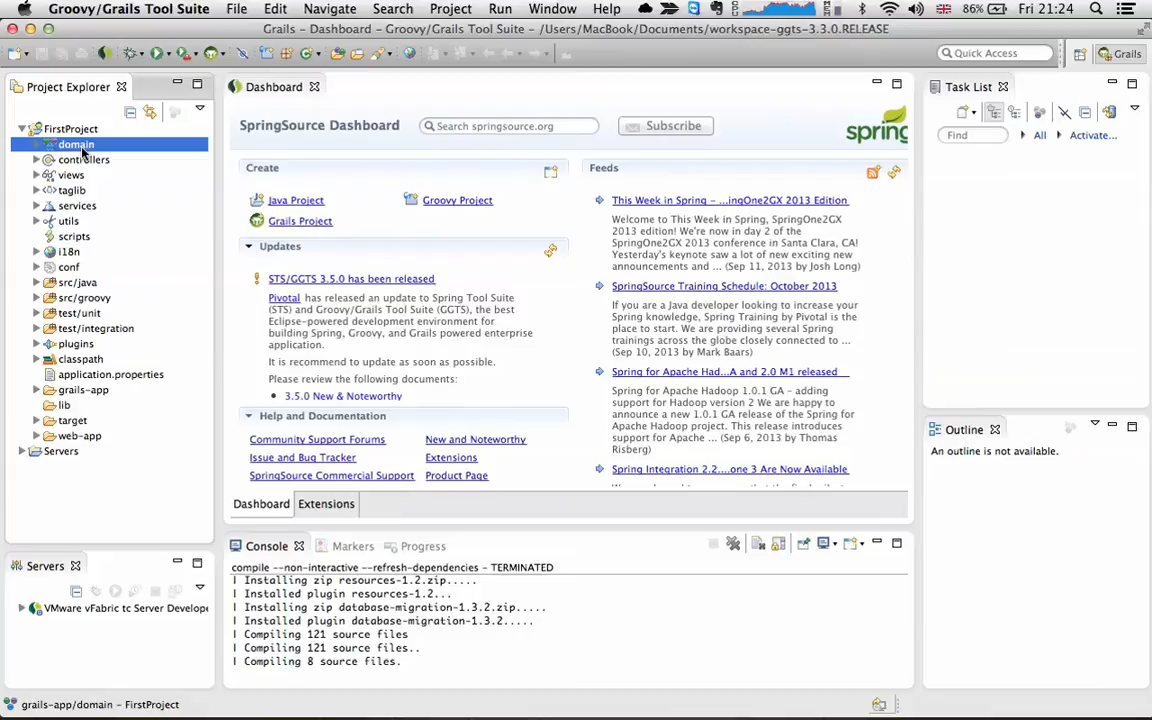 Groovy/Grails Tool Suite File Edit Navigate Search Project Run Window Help 86% Fri 21:24
Grails - Dashboard - Groovy/Grails Tool Suite - /Users/MacBook/Documents/workspace-ggts-3.3.0.RELEASE
Quick Access
Grails
Project Explorer
FirstProject
domain
controllers
views
taglib
services
utils
scripts
i18n
conf
src/java
src/groovy
test/unit
test/integration
plugins
classpath
application.properties
grails-app
lib
target
web-app
Servers
Servers
VMware vFabric tc Server Develope
Dashboard
SpringSource Dashboard
Search springsource.org
Subscribe
spring
Create
Java Project
Groovy Project
Grails Project
Updates
STS/GGTS 3.5.0 has been released
Pivotal has released an update to Spring Tool Suite
(STS) and Groovy/Grails Tool Suite (GGTS), the best
Eclipse-powered development environment for
building Spring, Groovy, and Grails powered enterprise
application.
It is recommend to update as soon as possible.
Please review the following documents:
• 3.5.0 New & Noteworthy
Help and Documentation
Community Support Forums
New and Noteworthy
Issue and Bug Tracker
Extensions
SpringSource Commercial Support
Product Page
Feeds
This Week in Spring - ...ingOne2GX 2013 Edition
Welcome to This Week in Spring, SpringOne2GX
2013 edition! We're now in day 2 of the
SpringOne2GX 2013 conference in Santa Clara, CA!
Yesterday's keynote saw a lot of new exciting new
announcements and ... (Sep 11, 2013 by Josh Long)
SpringSource Training Schedule: October 2013
If you are a Java developer looking to increase your
Spring knowledge, Spring Training by Pivotal is the
place to start. We are providing several Spring
trainings across the globe closely connected to ...
(Sep 10, 2013 by Mark Baars)
Spring for Apache Had...A and 2.0 M1 released
Spring for Apache Hadoop 1.0.1 GA - adding
support for Hadoop version 2 We are happy to
announce a new 1.0.1 GA release of the Spring for
Apache Hadoop project. This release introduces
support for Apache ... (Sep 6, 2013 by Thomas
Risberg)
Spring Integration 2.2....one 3 Are Now Available
Dashboard
Extensions
Console
Markers
Progress
compile --non-interactive --refresh-dependencies - TERMINATED
| Installing zip resources-1.2.zip.....
| Installed plugin resources-1.2...
| Installing zip database-migration-1.3.2.zip.....
| Installed plugin database-migration-1.3.2.....
| Compiling 121 source files
| Compiling 121 source files..
| Compiling 8 source files.
Task List
Find
All
Activate...
Outline
An outline is not available.
grails-app/domain - FirstProject